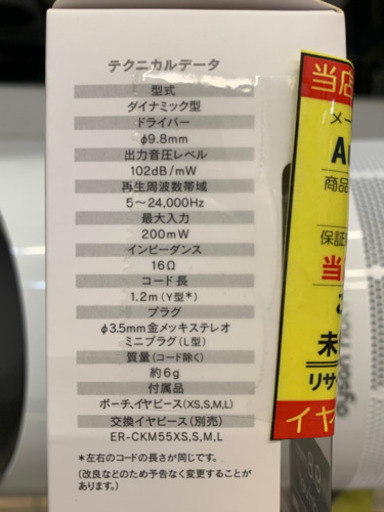 テクニカルデータ
型式
ダイナミック型
ドライバー
φ9.8mm
出力音圧レベル
102dB/mW
再生周波数帯域
5～24,000Hz
最大入力
200mW
インピーダンス
16Ω
コード長
1.2m（Y型*）
プラグ
φ3.5mm金メッキステレオ
ミニプラグ（L型）
質量（コード除く）
約6g
付属品
ポーチ、イヤピース（XS,S,M,L）
交換イヤピース（別売）
ER-CKM55XS,S,M,L
*左右のコードの長さが同じです。
（改良などのため予告なく変更することが
あります。）
当店
メー
商品
保証
当
未
リサ
イヤ